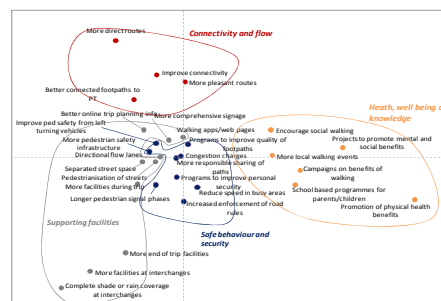 More direct routes
Connectivity and flow
Improve connectivity
More pleasant routes
Better connected footpaths to
PT
Heath, well being a
knowledge
Better online trip planning info
More comprehensive signage
Improved ped safety from left
turning vehicles
Walking apps/web pages
Encourage social walking
More pedestrian safety
infrastructure
Programs to improve quality of
footpaths
Projects to promote mental and
social benefits
Directional flow lanes
Congestion charges
More local walking events
More responsible sharing of
paths
Separated street space
Pedestrianisation of streets
Programs to improve personal
security
Campaigns on benefits
of walking
More facilities during trip
Reduce speed in busy areas
School based programmes for
parents/children
Longer pedestrian signal phases
Increased enforcement of road
rules
Promotion of physical health
benefits
Supporting facilities
Safe behaviour and
security
More end of trip facilities
More facilities at interchanges
Complete shade or rain coverage
at interchanges